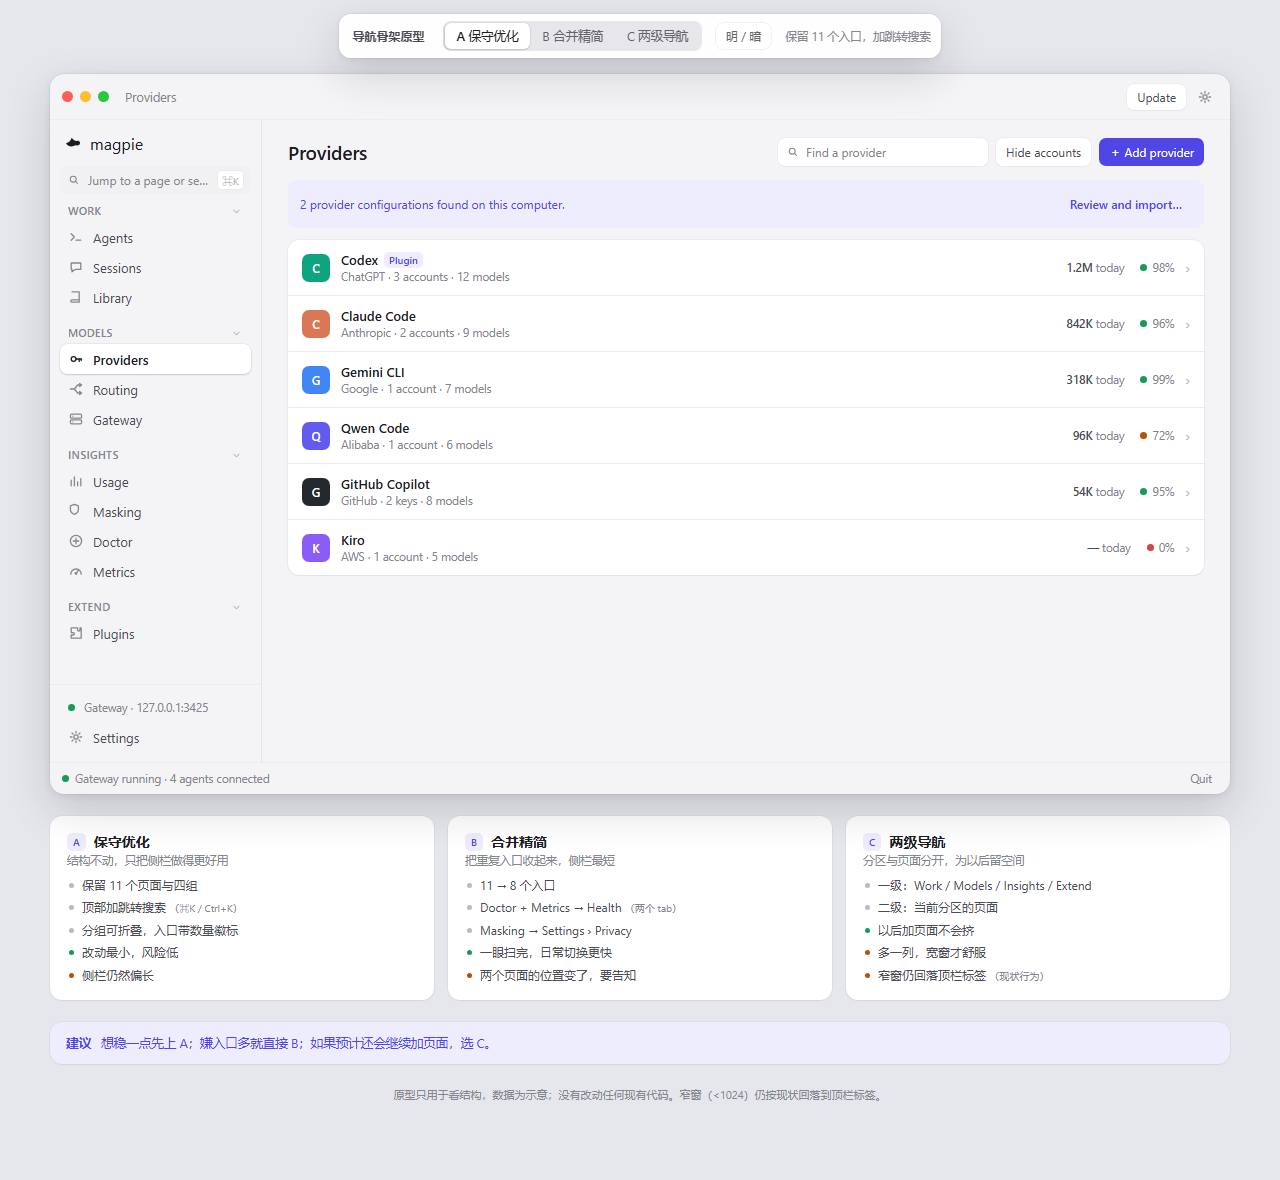 导航骨架原型
A 保守优化
B 合并精简
C 两级导航
明 / 暗
保留 11 个入口，加跳转搜索
Providers
Update
magpie
Jump to a page or se...
⌘K
WORK
Agents
Sessions
Library
MODELS
Providers
Routing
Gateway
INSIGHTS
Usage
Masking
Doctor
Metrics
EXTEND
Plugins
Gateway · 127.0.0.1:3425
Settings
Providers
Find a provider
Hide accounts
+ Add provider
2 provider configurations found on this computer.
Review and import...
C
Codex Plugin
ChatGPT · 3 accounts · 12 models
1.2M today
98%
C
Claude Code
Anthropic · 2 accounts · 9 models
842K today
96%
G
Gemini CLI
Google · 1 account · 7 models
318K today
99%
Q
Qwen Code
Alibaba · 1 account · 6 models
96K today
72%
G
GitHub Copilot
GitHub · 2 keys · 8 models
54K today
95%
K
Kiro
AWS · 1 account · 5 models
— today
0%
Gateway running · 4 agents connected
Quit
A 保守优化
结构不动，只把侧栏做得更好用
保留 11 个页面与四组
顶部加跳转搜索 （⌘K / Ctrl+K）
分组可折叠，入口带数量徽标
改动最小，风险低
侧栏仍然偏长
B 合并精简
把重复入口收起来，侧栏最短
11 → 8 个入口
Doctor + Metrics → Health （两个 tab）
Masking → Settings › Privacy
一眼扫完，日常切换更快
两个页面的位置变了，要告知
C 两级导航
分区与页面分开，为以后留空间
一级：Work / Models / Insights / Extend
二级：当前分区的页面
以后加页面不会挤
多一列，宽窗才舒服
窄窗仍回落顶栏标签 （现状行为）
建议 想稳一点先上 A；嫌入口多就直接 B；如果预计还会继续加页面，选 C。
原型只用于看结构，数据为示意；没有改动任何现有代码。窄窗（<1024）仍按现状回落到顶栏标签。